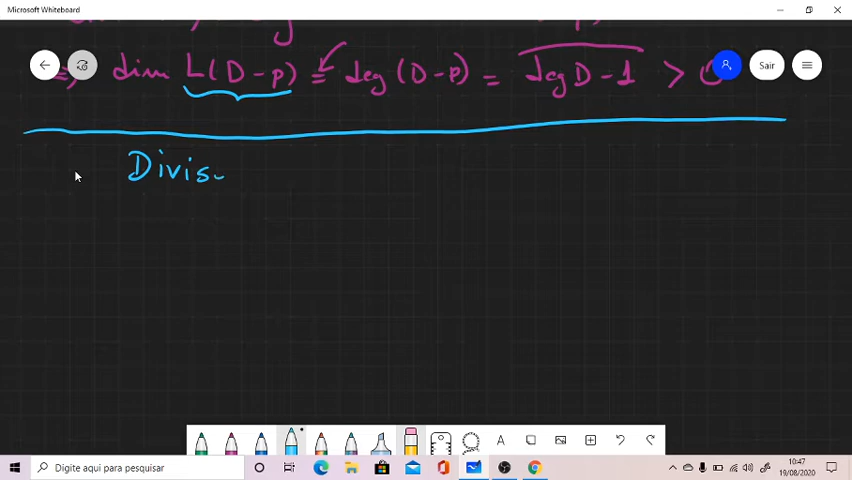 Microsoft Whiteboard
⇒ dim L(D-p) = deg(D-p) = deg D - 1 > 0
Sair
Divis
Digite aqui para pesquisar
10:47
19/08/2020